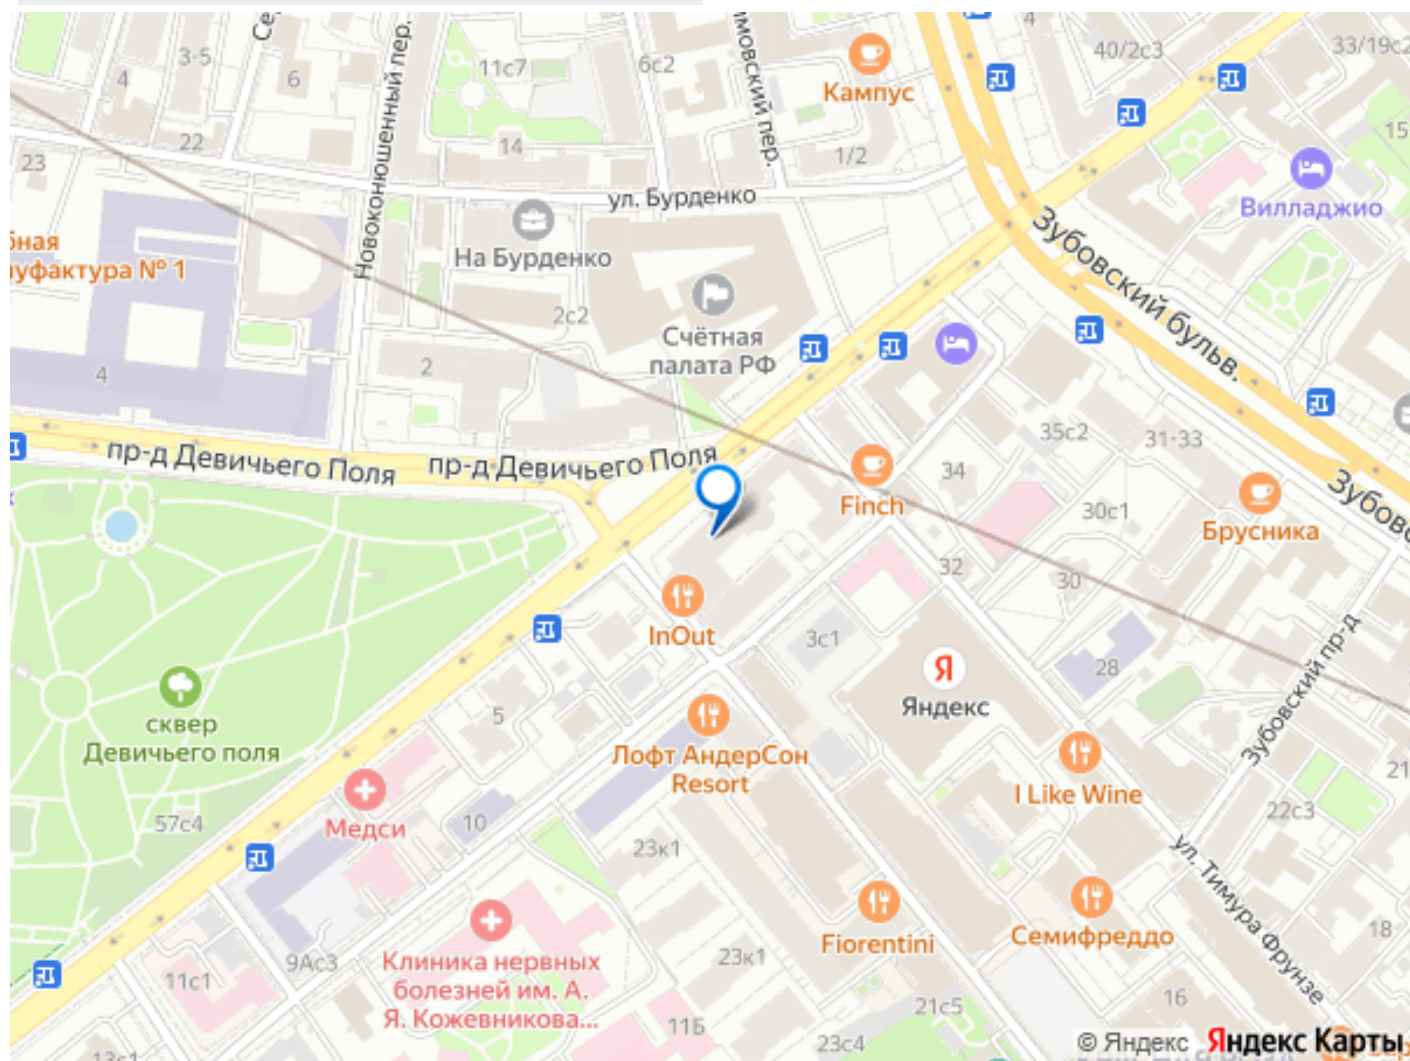 3-5
6
4
11с7
6с2
Кампус
4
40/2с3
33/19с2
15
Новоконюшенный пер.
22
23
14
1/2
ул. Бурденко
Вилладжио
уфактура № 1
На Бурденко
Зубовский бульв.
2с2
Счётная
палата РФ
4
2
пр-д Девичьего Поля
пр-д Девичьего Поля
35с2
31-33
34
Finch
30с1
Брусника
32
30
InOut
3с1
28
Зубовский пр-д
Яндекс
сквер
Девичьего поля
5
Лофт АндерСон
Resort
I Like Wine
21
22с3
57с4
Медси
10
23к1
ул. Тимура Фрунзе
Fiorentini
Семифреддо
18
11с1
9Ас3
Клиника нервных
болезней им. А.
Я. Кожевникова...
23к1
11Б
21с5
23с4
16
13с1
© Яндекс Яндекс Карты